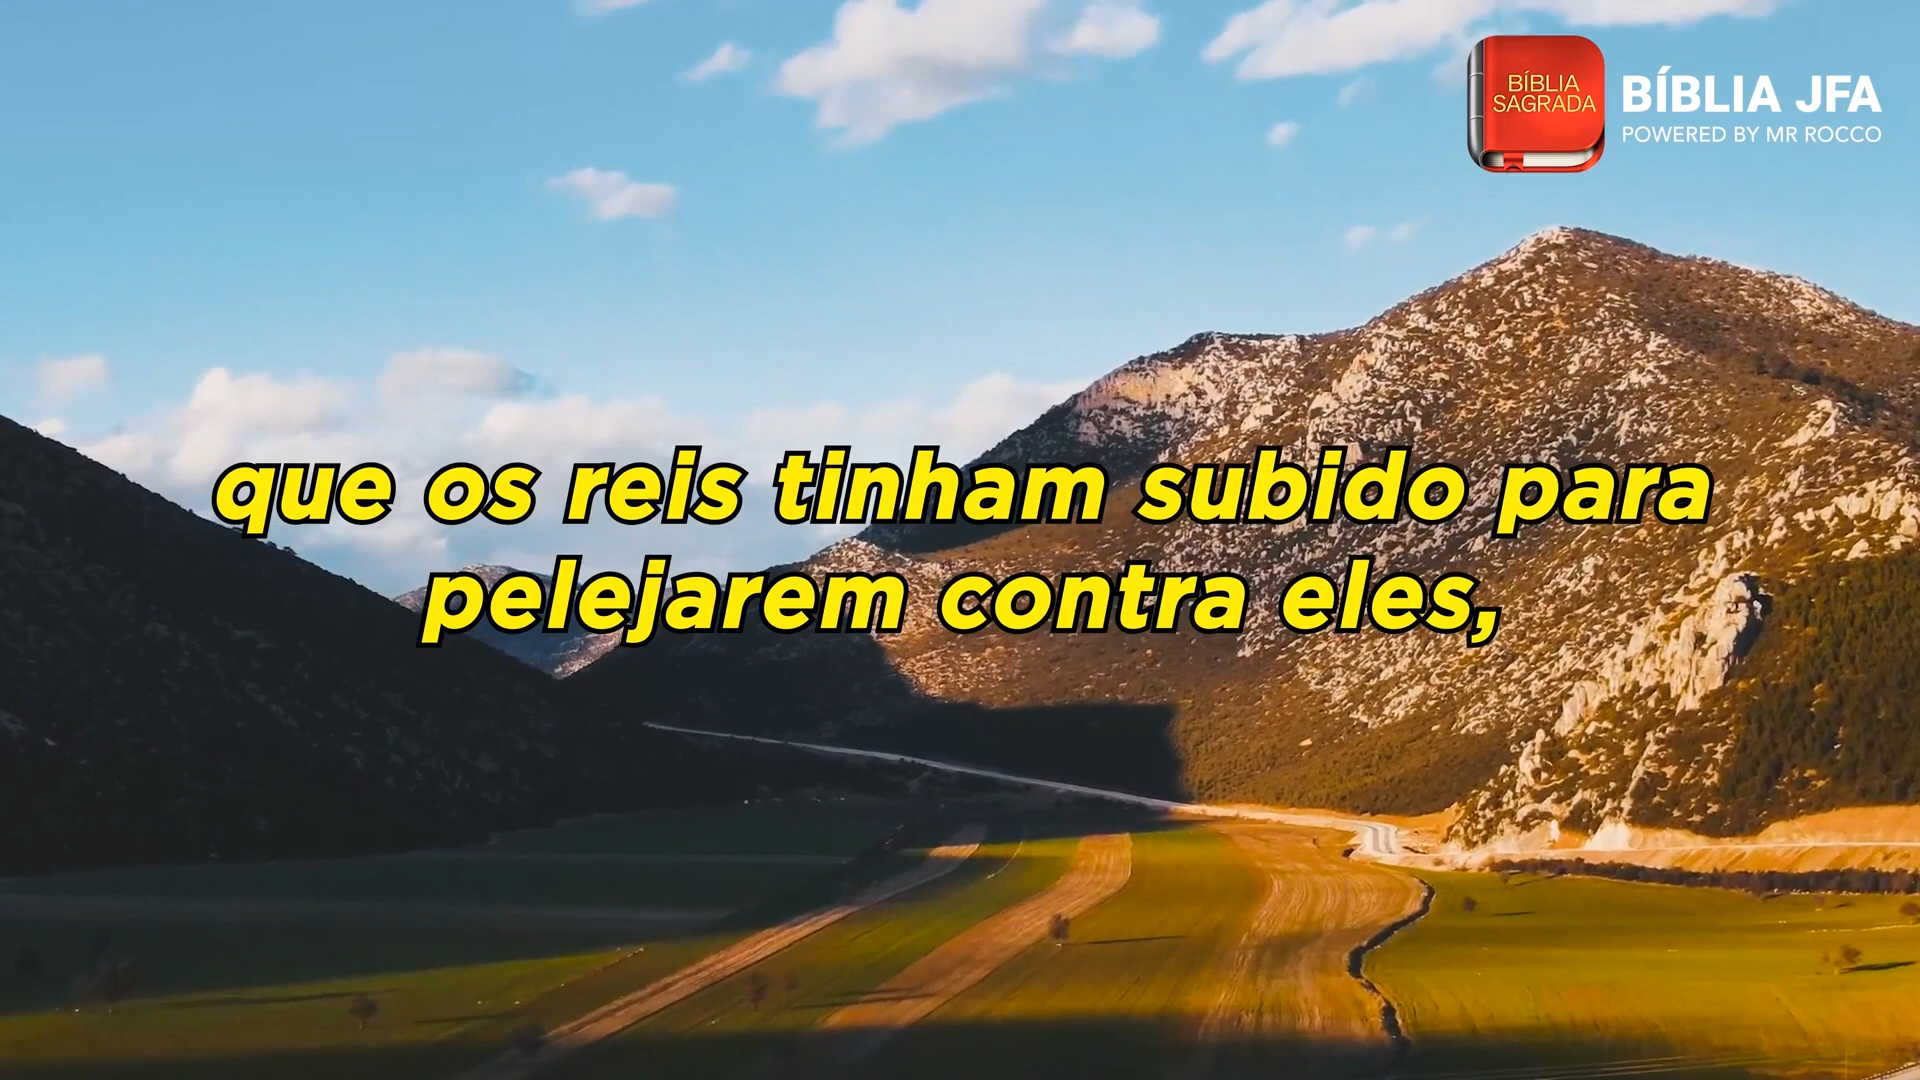 BÍBLIA
SAGRADA
BÍBLIA JFA
POWERED BY MR ROCCO
que os reis tinham subido para
pelejarem contra eles,